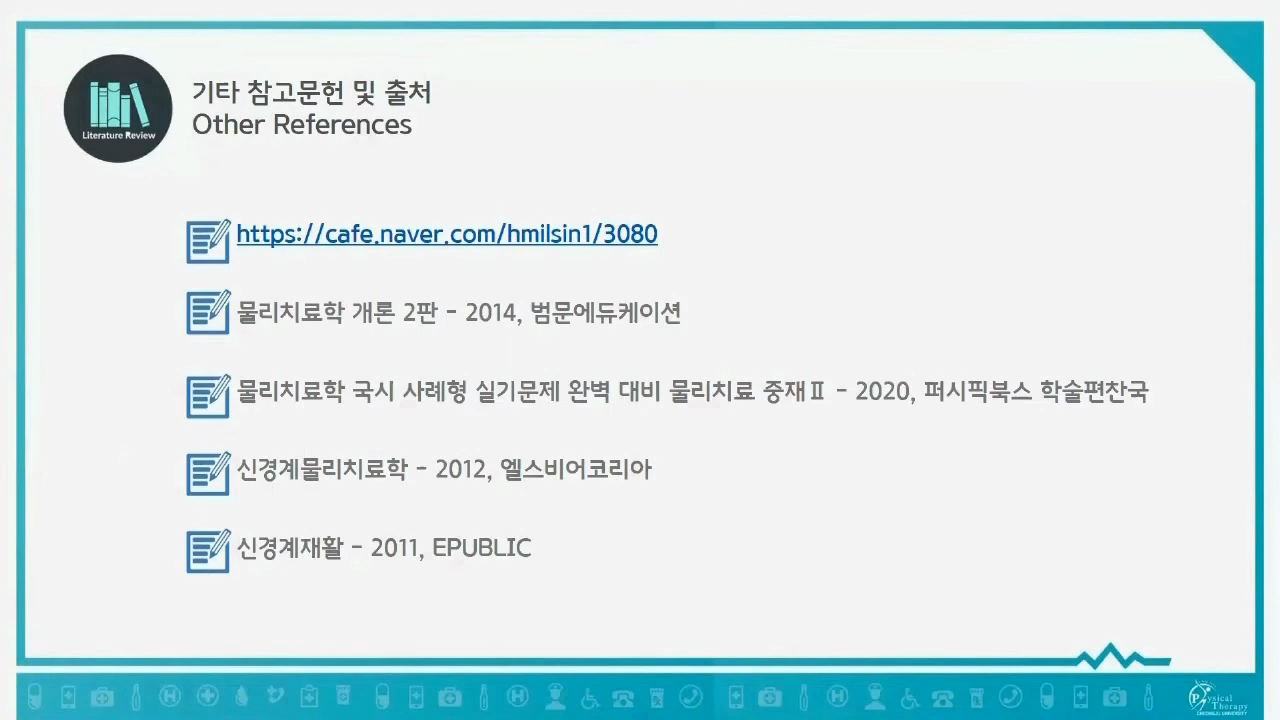 기타 참고문헌 및 출처
Other References
Literature Review
https://cafe.naver.com/hmilsin1/3080
물리치료학 개론 2판 - 2014, 범문에듀케이션
물리치료학 국시 사례형 실기문제 완벽 대비 물리치료 중재Ⅱ - 2020, 퍼시픽북스 학술편찬국
신경계물리치료학 - 2012, 엘스비어코리아
신경계재활 - 2011, EPUBLIC
Physical
Therapy